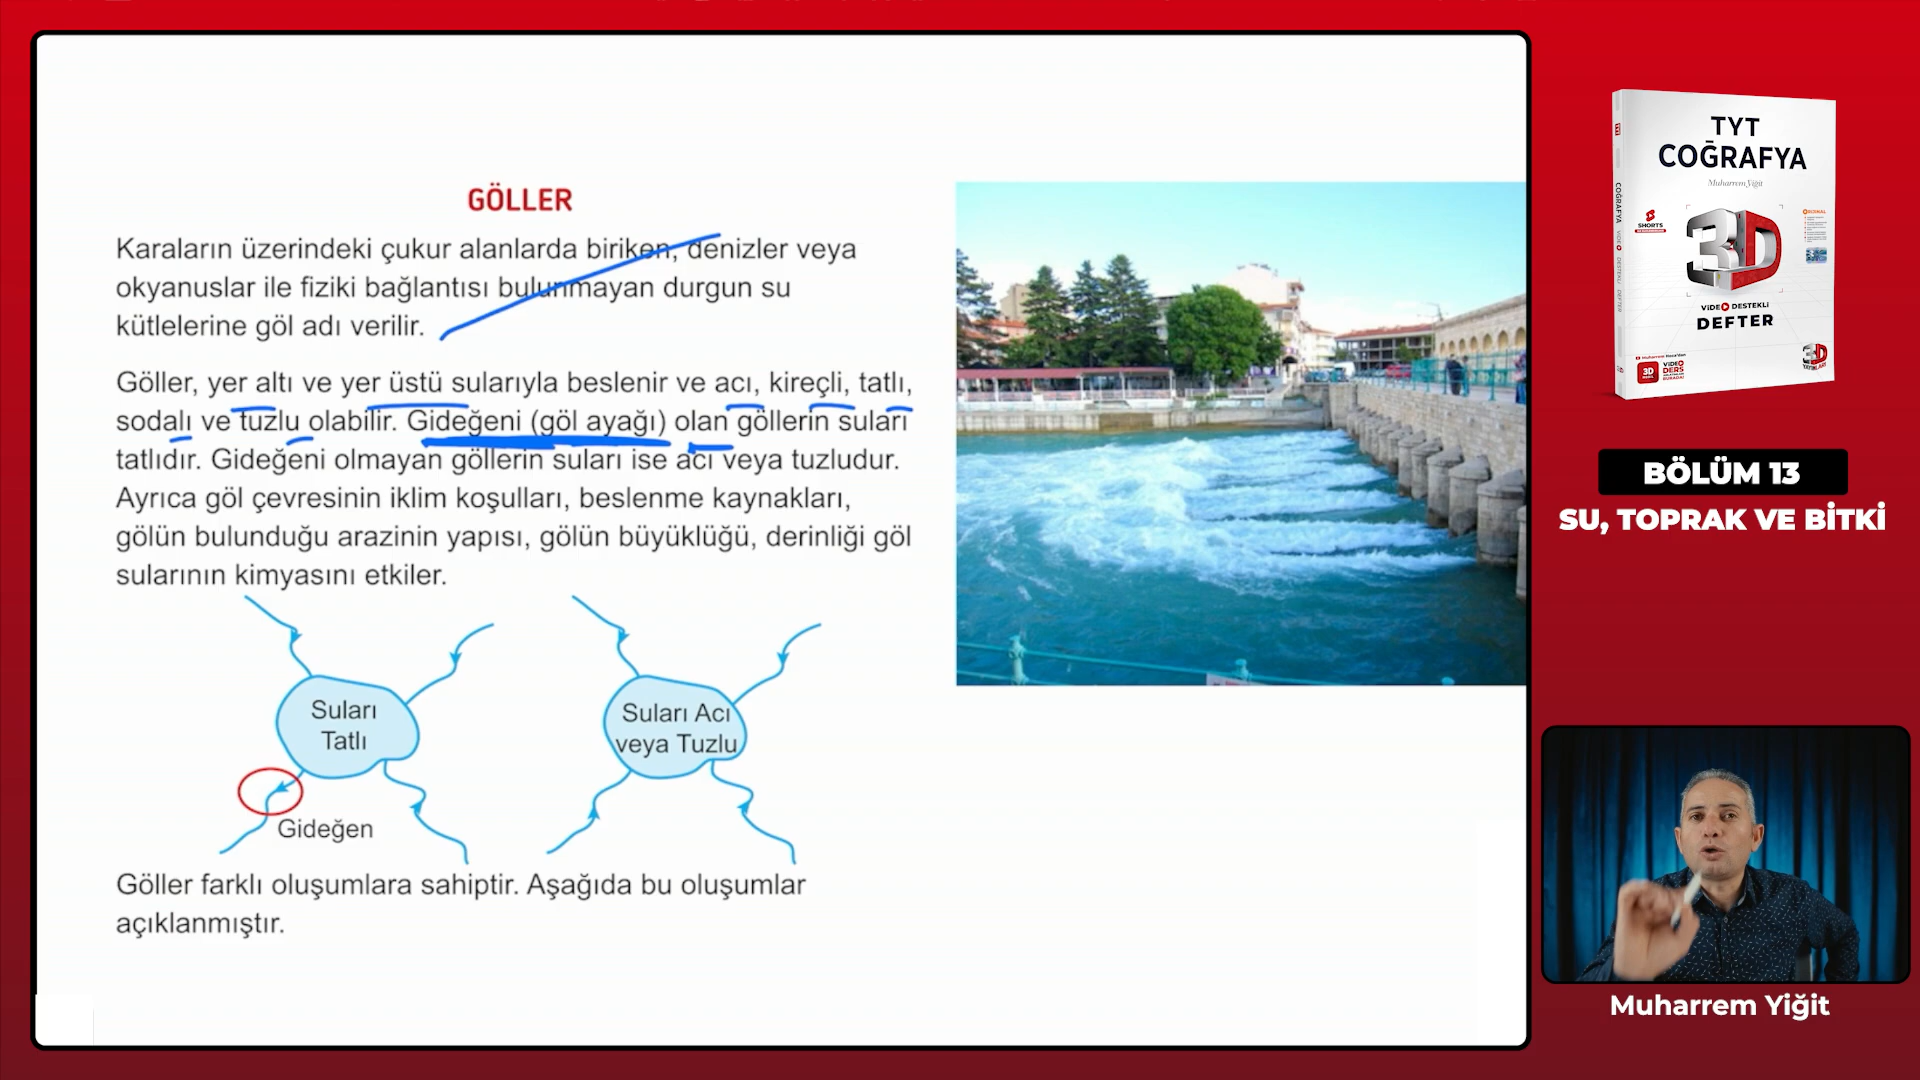 GÖLLER
Karaların üzerindeki çukur alanlarda biriken, denizler veya
okyanuslar ile fiziki bağlantısı bulunmayan durgun su
kütlelerine göl adı verilir.
Göller, yer altı ve yer üstü sularıyla beslenir ve acı, kireçli, tatlı,
sodalı ve tuzlu olabilir. Gideğeni (göl ayağı) olan göllerin suları
tatlıdır. Gideğeni olmayan göllerin suları ise acı veya tuzludur.
Ayrıca göl çevresinin iklim koşulları, beslenme kaynakları,
gölün bulunduğu arazinin yapısı, gölün büyüklüğü, derinliği göl
sularının kimyasını etkiler.
Suları
Tatlı
Gideğen
Suları Acı
veya Tuzlu
Göller farklı oluşumlara sahiptir. Aşağıda bu oluşumlar
açıklanmıştır.
TYT
COĞRAFYA
Muharrem Yiğit
SHORTS
3D
VİDEO DESTEKLİ
DEFTER
BÖLÜM 13
SU, TOPRAK VE BİTKİ
Muharrem Yiğit